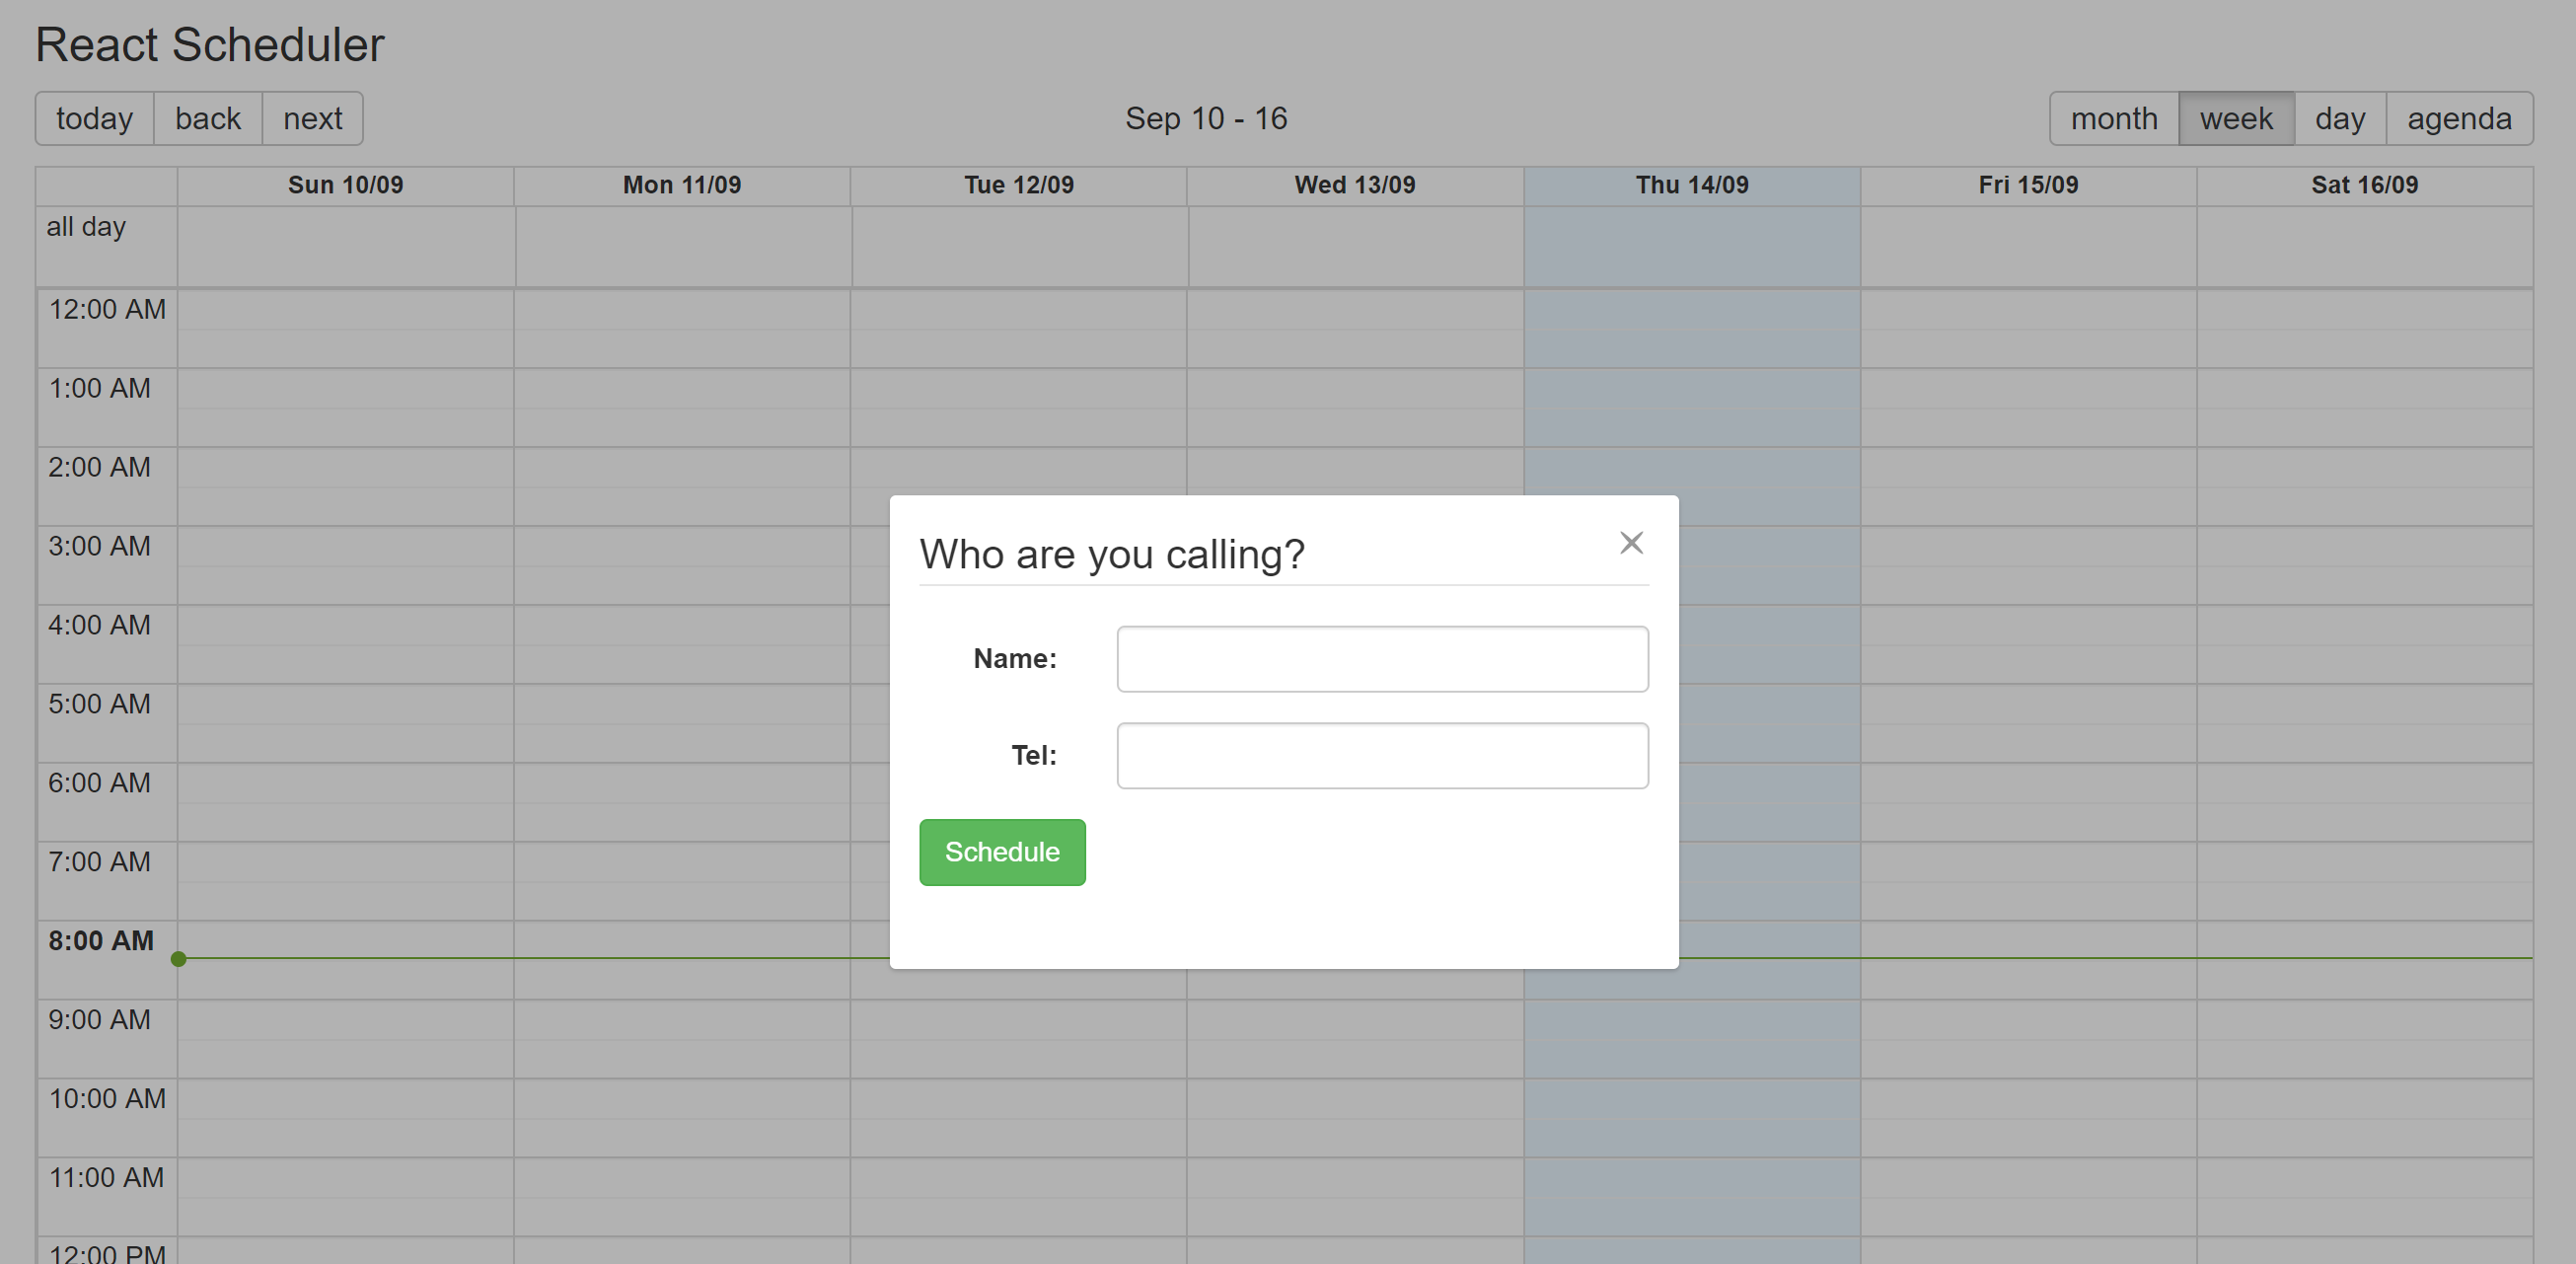 React Scheduler
today back next
Sep 10 - 16
month week day agenda
Sun 10/09 Mon 11/09 Tue 12/09 Wed 13/09 Thu 14/09 Fri 15/09 Sat 16/09
all day
12:00 AM
1:00 AM
2:00 AM
3:00 AM
4:00 AM
5:00 AM
6:00 AM
7:00 AM
8:00 AM
9:00 AM
10:00 AM
11:00 AM
12:00 PM
Who are you calling?
Name:
Tel:
Schedule